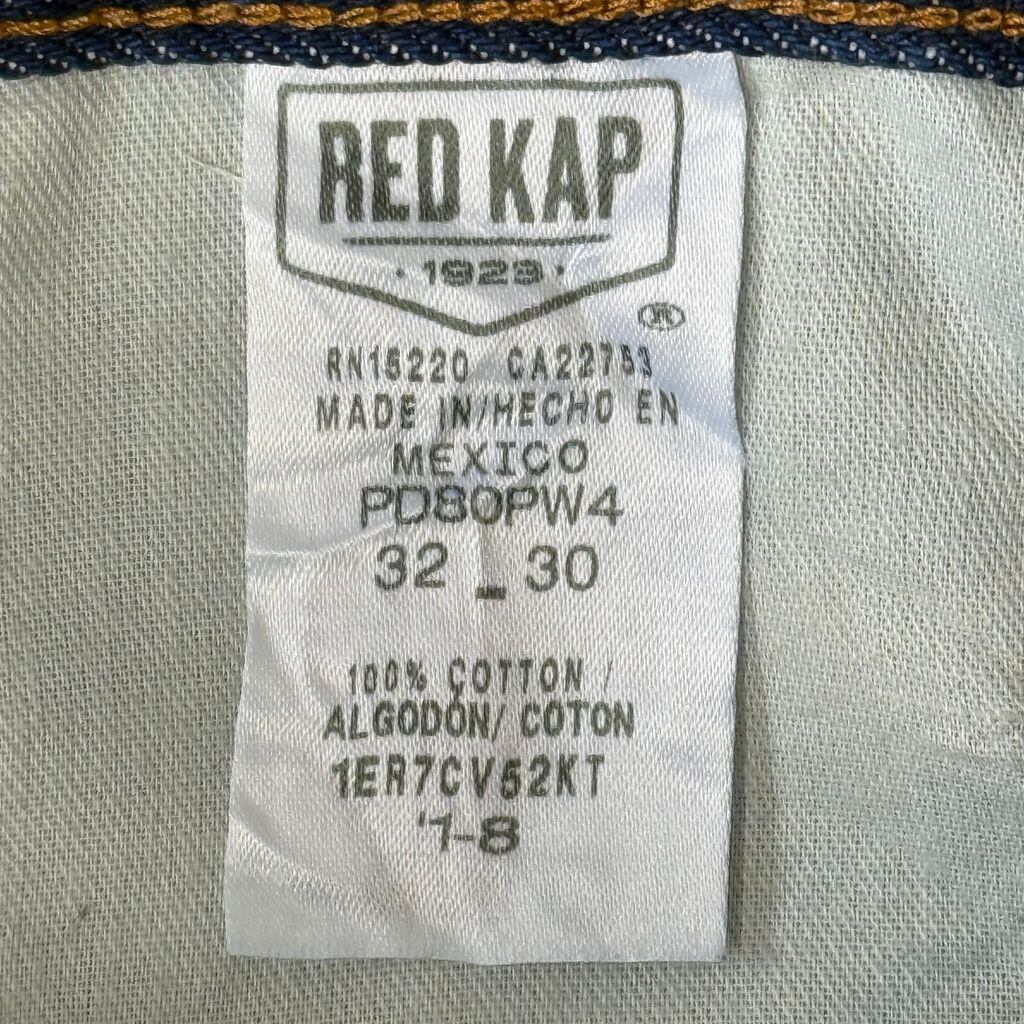 RED KAP
· 1923 ·
®
RN15220 CA22753
MADE IN/HECHO EN
MEXICO
PD80PW4
32 - 30
100% COTTON /
ALGODÓN/ COTON
1ER7CV52KT
1-8